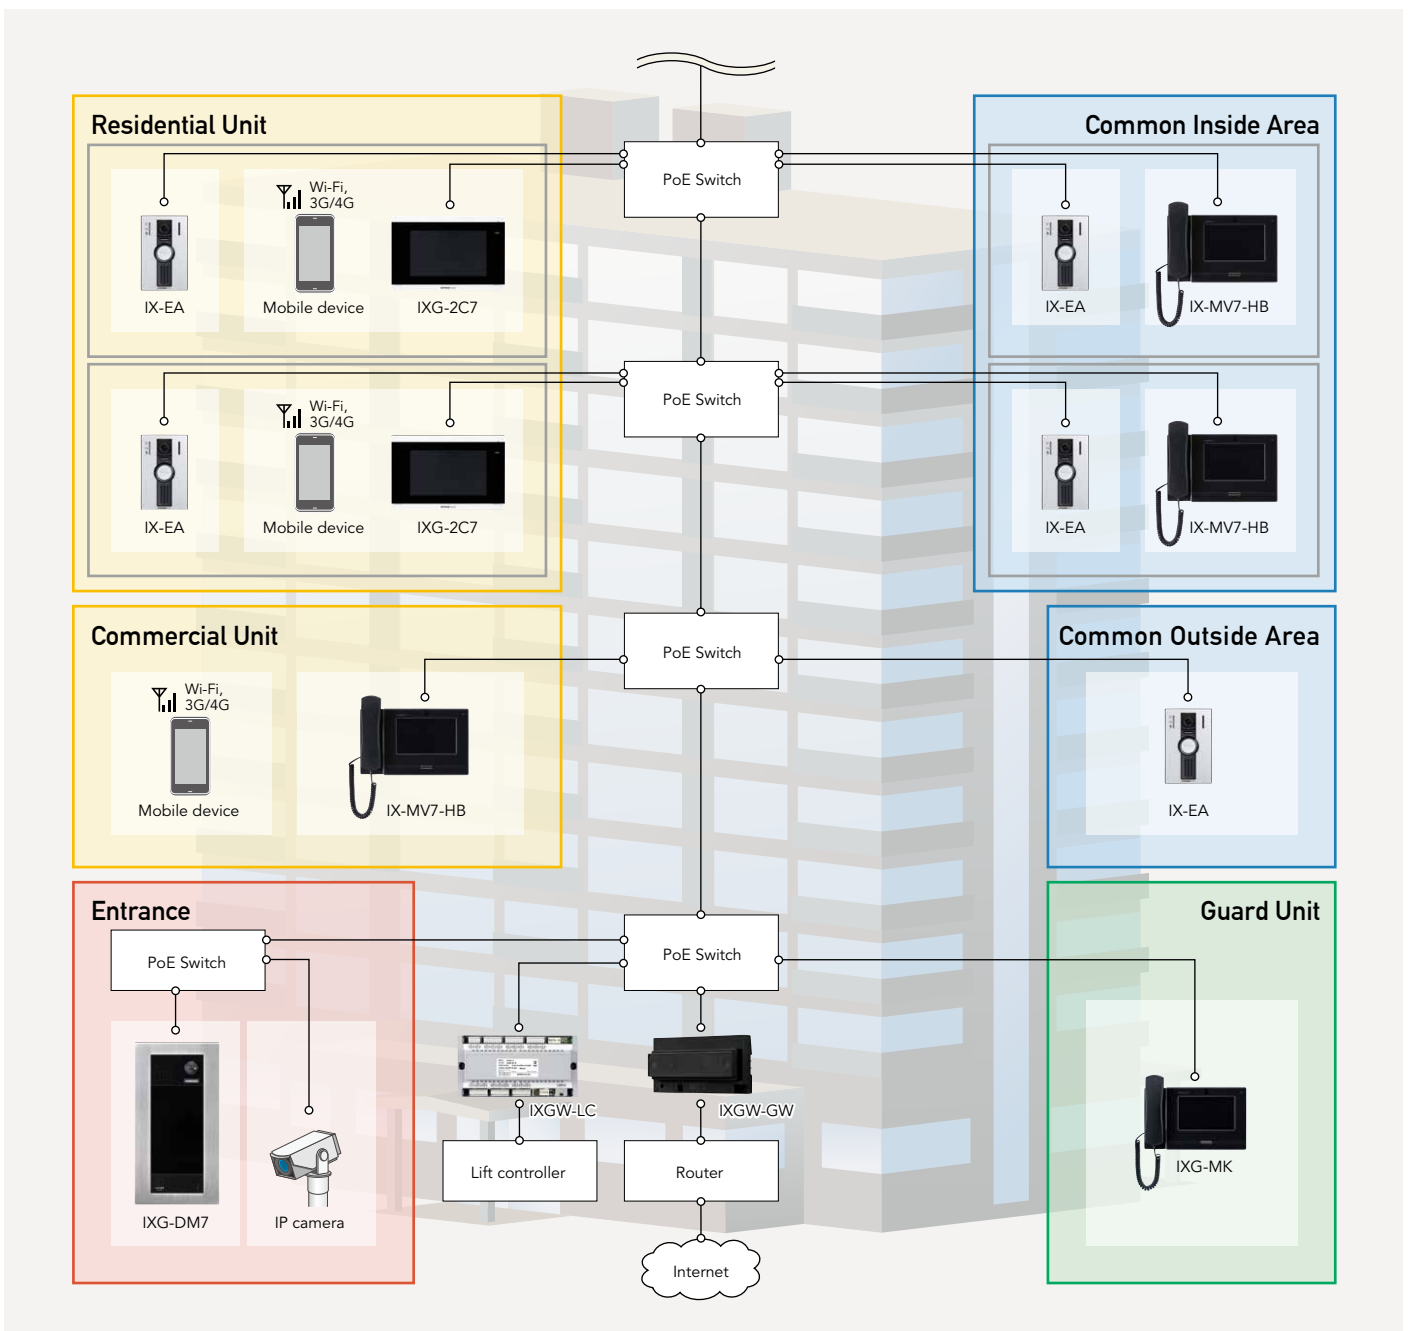 Residential Unit
Wi-Fi,
3G/4G
IX-EA
Mobile device
IXG-2C7
Wi-Fi,
3G/4G
IX-EA
Mobile device
IXG-2C7
PoE Switch
PoE Switch
Common Inside Area
IX-EA
IX-MV7-HB
IX-EA
IX-MV7-HB
Commercial Unit
Wi-Fi,
3G/4G
Mobile device
IX-MV7-HB
PoE Switch
Common Outside Area
IX-EA
Entrance
PoE Switch
IXG-DM7
IP camera
PoE Switch
IXGW-LC
IXGW-GW
Lift controller
Router
Internet
Guard Unit
IXG-MK